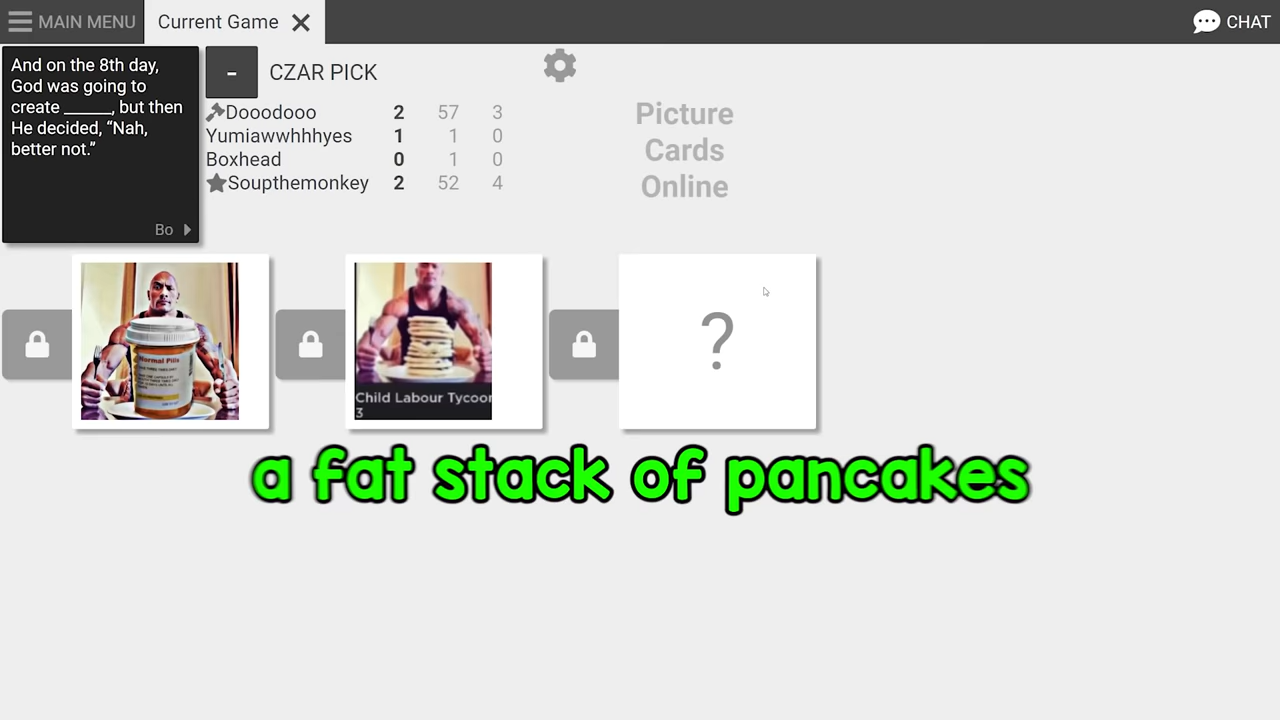 MAIN MENU
Current Game
CHAT
And on the 8th day,
God was going to
create ______, but then
He decided, “Nah,
better not.”
Bo
-
CZAR PICK
Dooodooo 2 57 3
Yumiawwhhhyes 1 1 0
Boxhead 0 1 0
Soupthemonkey 2 52 4
Picture
Cards
Online
Normal Pills
Child Labour Tycoon
3
?
a fat stack of pancakes